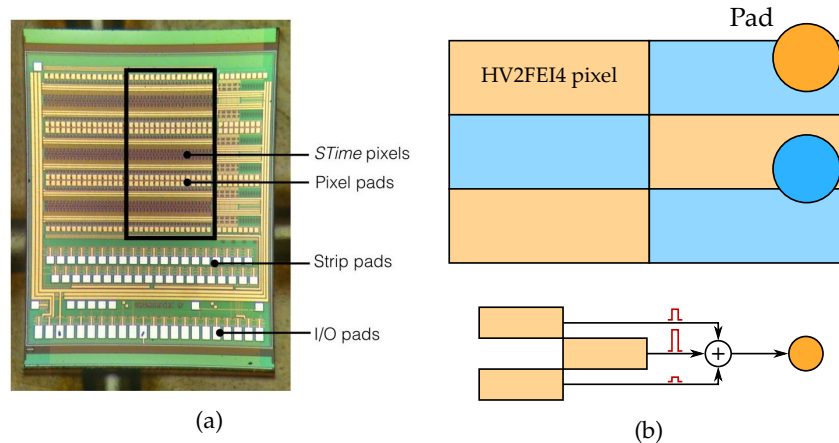 STime pixels
Pixel pads
Strip pads
I/O pads
(a)
Pad
HV2FEI4 pixel
+
(b)